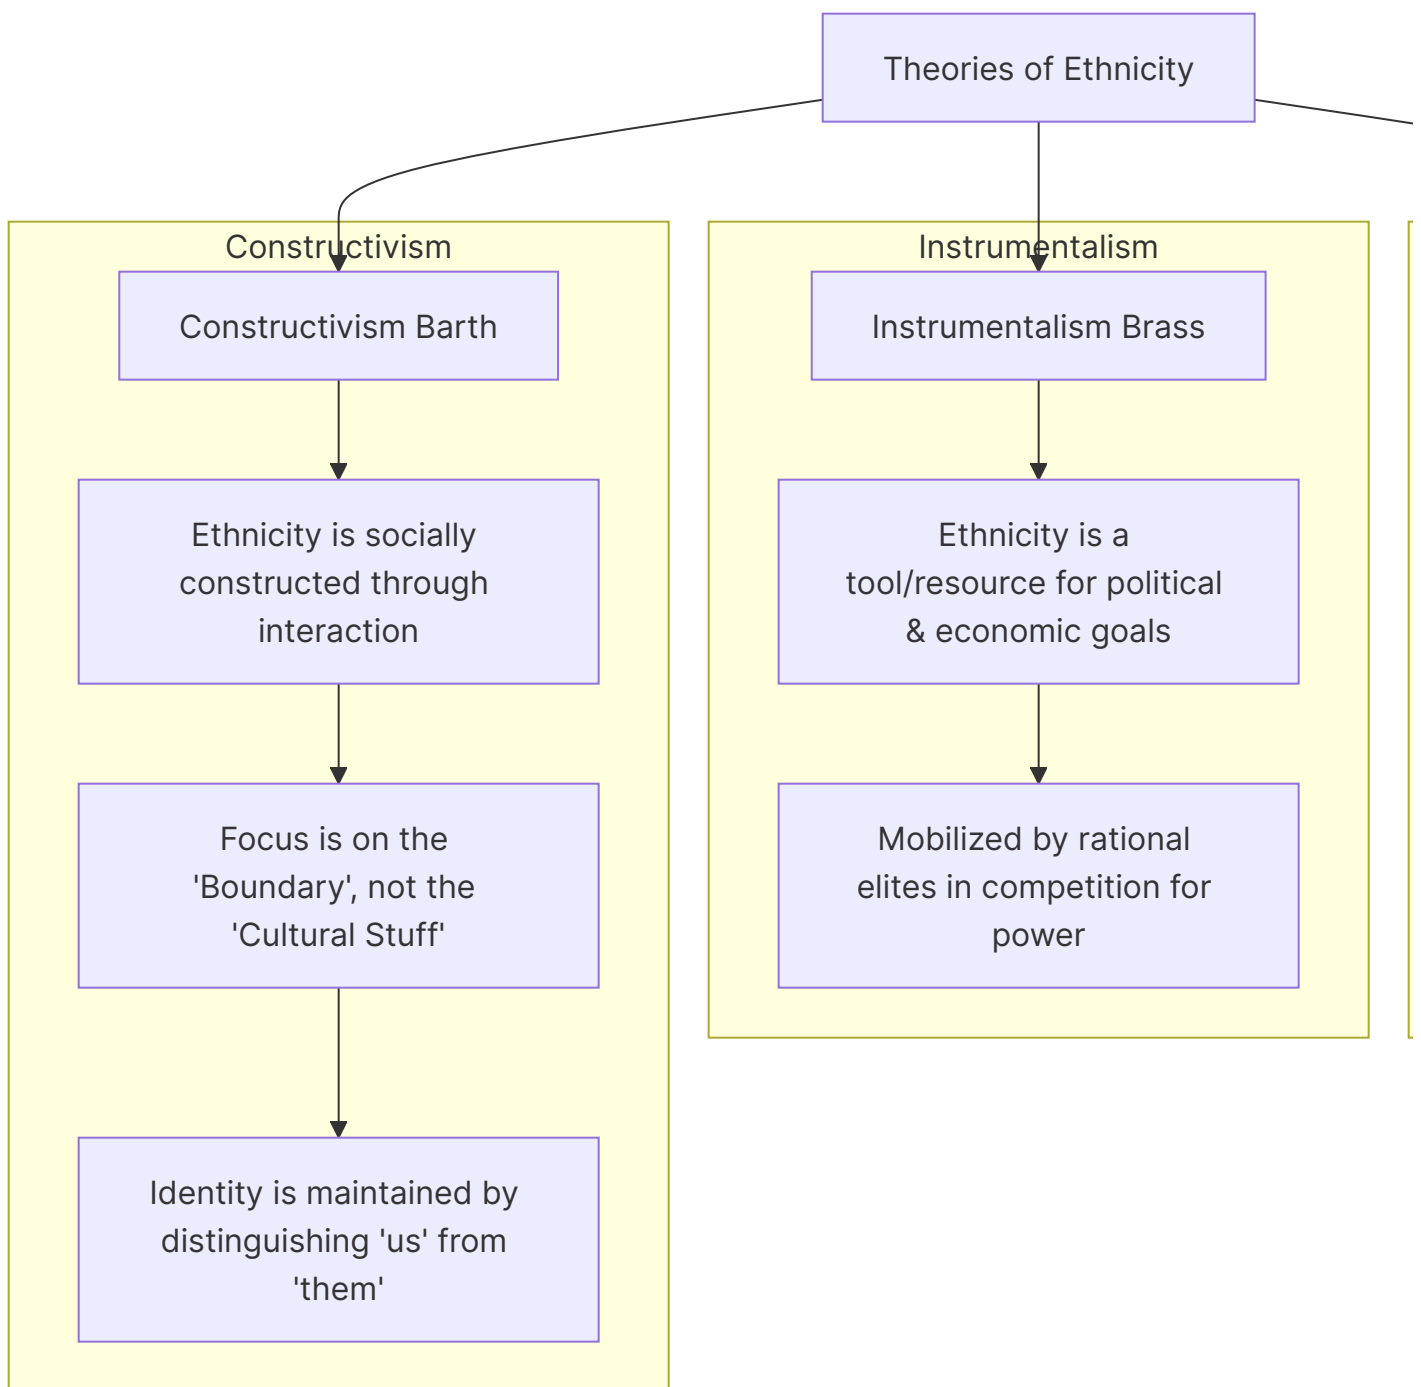 Theories of Ethnicity
Constructivism
Constructivism Barth
Ethnicity is socially
constructed through
interaction
Focus is on the
'Boundary', not the
'Cultural Stuff'
Identity is maintained by
distinguishing 'us' from
'them'
Instrumentalism
Instrumentalism Brass
Ethnicity is a
tool/resource for political
& economic goals
Mobilized by rational
elites in competition for
power